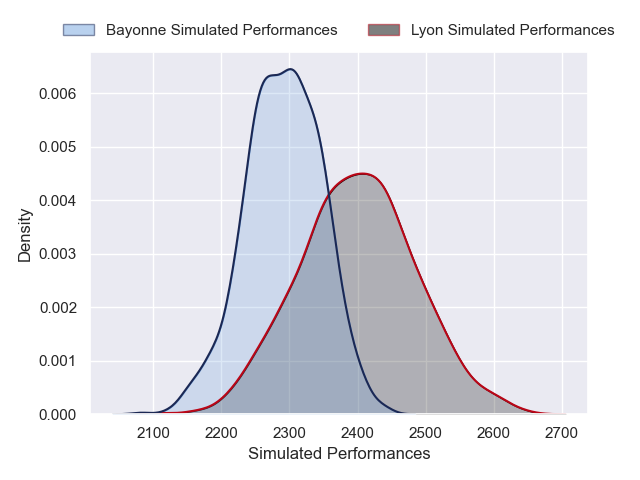 Bayonne Simulated Performances Lyon Simulated Performances
0.006
0.005
0.004
0.003
0.002
0.001
0.000
Density
2100 2200 2300 2400 2500 2600 2700
Simulated Performances